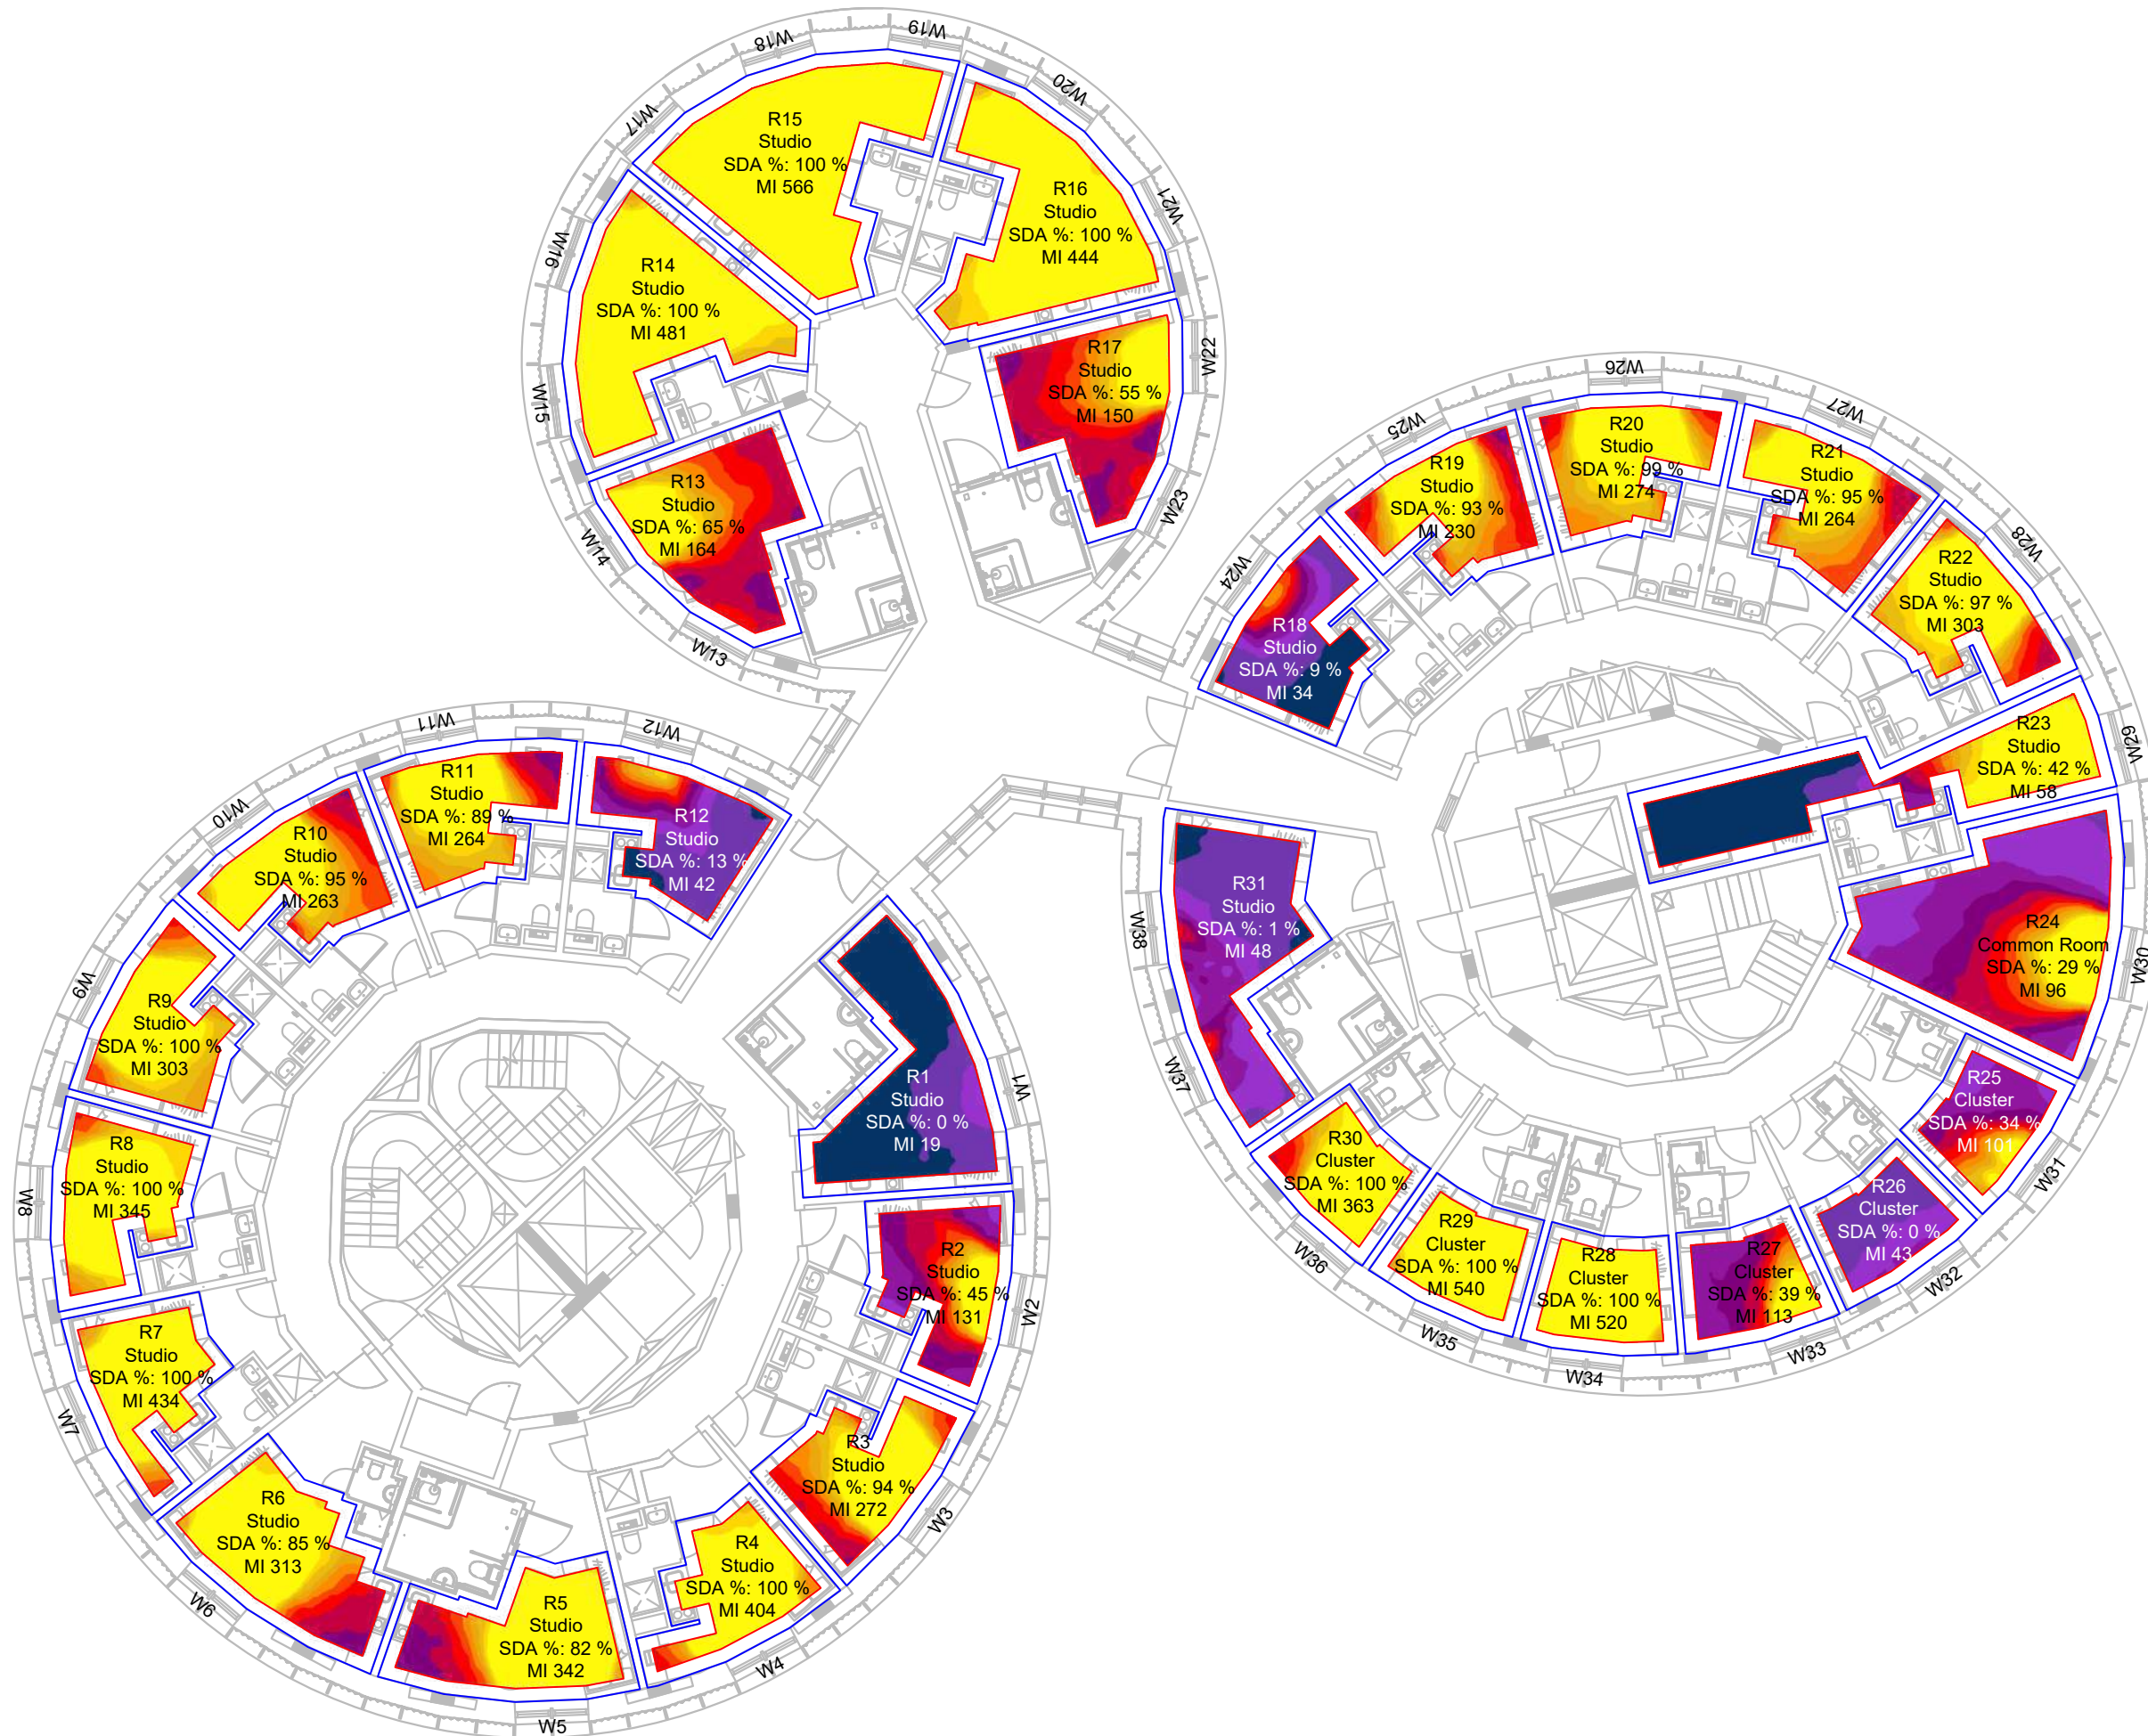 W19
W18
W20
W17
R15
Studio
SDA %: 100 %
MI 566
R16
Studio
SDA %: 100 %
MI 444
W21
W16
R14
Studio
SDA %: 100 %
MI 481
W15
R17
Studio
SDA %: 55 %
MI 150
W22
R13
Studio
SDA %: 65 %
MI 164
W14
W23
W13
W26
W25
W27
R20
Studio
SDA %: 99 %
MI 274
R19
Studio
SDA %: 93 %
MI 230
R21
Studio
SDA %: 95 %
MI 264
W24
W28
R22
Studio
SDA %: 97 %
MI 303
R18
Studio
SDA %: 9 %
MI 34
R23
Studio
SDA %: 42 %
MI 58
W29
W11
W12
R11
Studio
SDA %: 89 %
MI 264
W10
R10
Studio
SDA %: 95 %
MI 263
R12
Studio
SDA %: 13 %
MI 42
R31
Studio
SDA %: 1 %
MI 48
W38
R24
Common Room
SDA %: 29 %
MI 96
W30
W9
R9
Studio
SDA %: 100 %
MI 303
R1
Studio
SDA %: 0 %
MI 19
W1
W37
R25
Cluster
SDA %: 34 %
MI 101
W31
R8
Studio
SDA %: 100 %
MI 345
W8
R30
Cluster
SDA %: 100 %
MI 363
R26
Cluster
SDA %: 0 %
MI 43
W36
R29
Cluster
SDA %: 100 %
MI 540
R28
Cluster
SDA %: 100 %
MI 520
R27
Cluster
SDA %: 39 %
MI 113
W32
R2
Studio
SDA %: 45 %
MI 131
W2
W35
W34
W33
R7
Studio
SDA %: 100 %
MI 434
W7
R3
Studio
SDA %: 94 %
MI 272
W3
R6
Studio
SDA %: 85 %
MI 313
W6
R4
Studio
SDA %: 100 %
MI 404
R5
Studio
SDA %: 82 %
MI 342
W4
W5